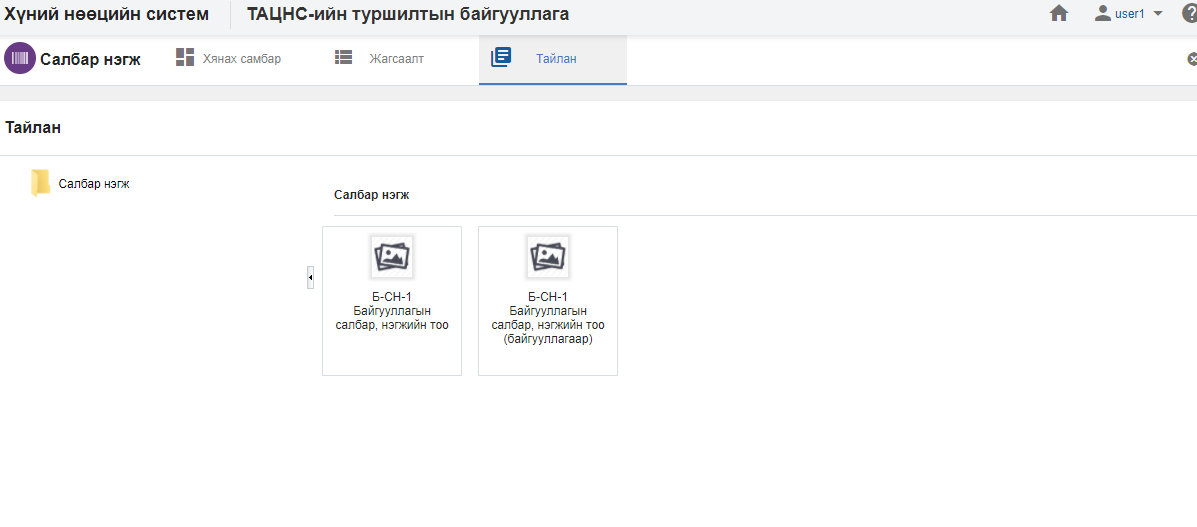 Хүний нөөцийн систем
ТАЦНС-ийн туршилтын байгууллага
user1
Салбар нэгж
Хянах самбар
Жагсаалт
Тайлан
Тайлан
Салбар нэгж
Салбар нэгж
Б-СН-1
Байгууллагын
салбар, нэгжийн тоо
Б-СН-1
Байгууллагын
салбар, нэгжийн тоо
(байгууллагаар)